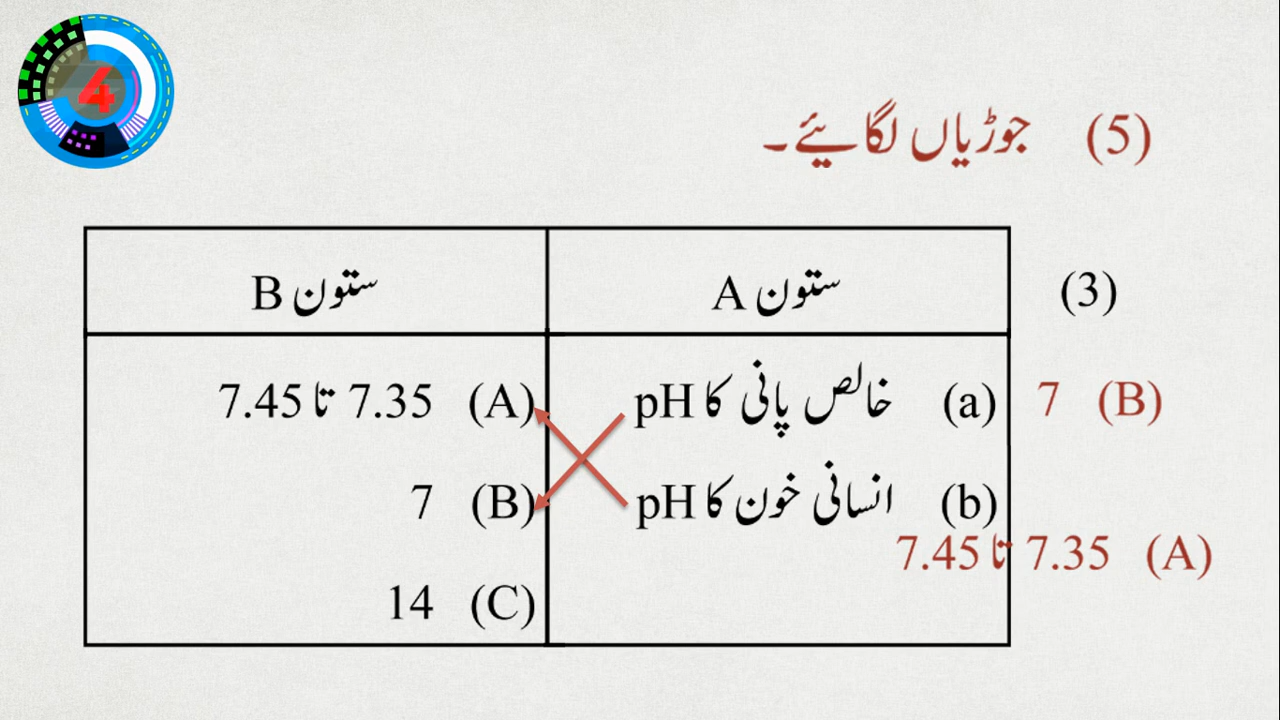 (5) جوڑیاں لگائیے۔
(3) ستون A ستون B
(B) 7 (a) خالص پانی کا pH (A) 7.35 تا 7.45
(b) انسانی خون کا pH (B) 7
(A) 7.35 تا 7.45
(C) 14
4